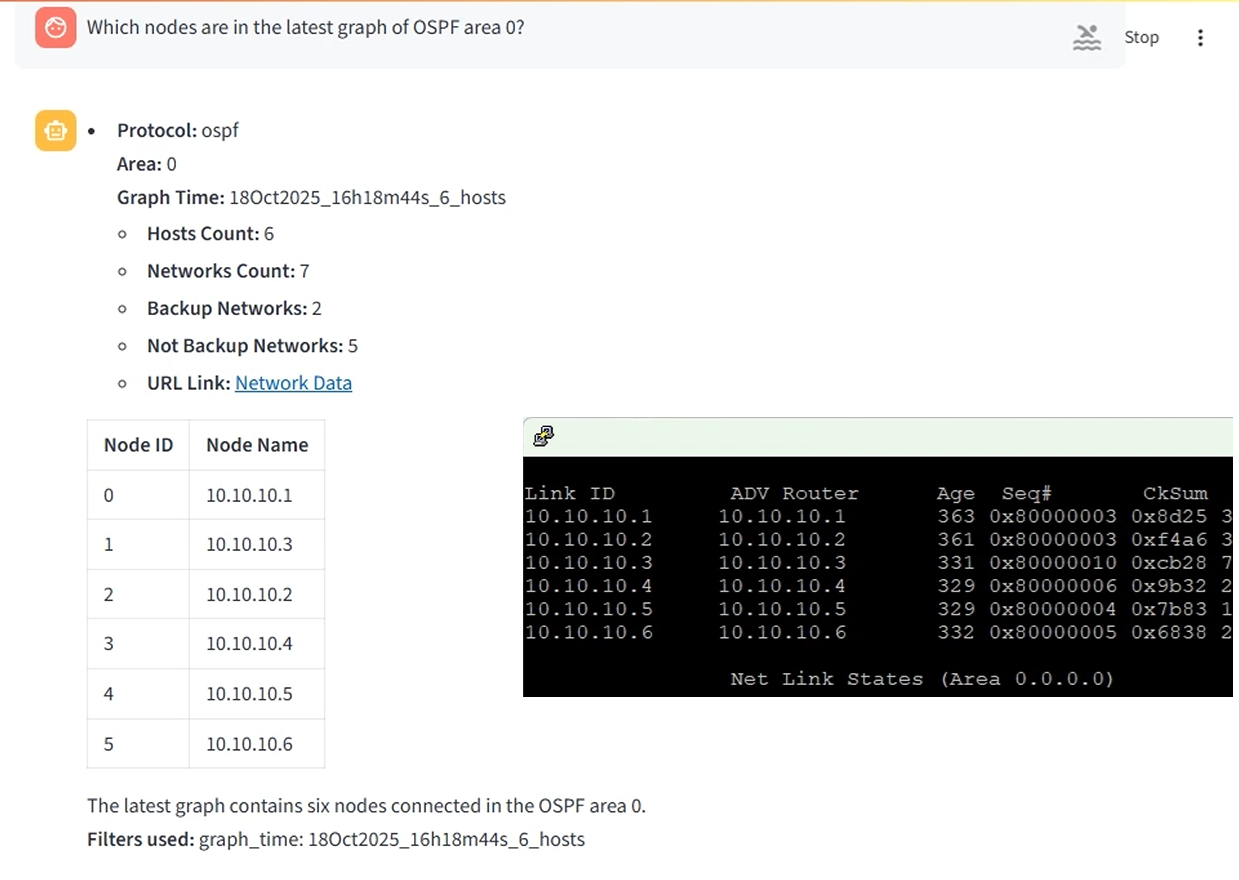 Which nodes are in the latest graph of OSPF area 0?
Stop
Protocol: ospf
Area: 0
Graph Time: 18Oct2025_16h18m44s_6_hosts
Hosts Count: 6
Networks Count: 7
Backup Networks: 2
Not Backup Networks: 5
URL Link: Network Data
Node ID Node Name
0 10.10.10.1
1 10.10.10.3
2 10.10.10.2
3 10.10.10.4
4 10.10.10.5
5 10.10.10.6
Link ID ADV Router Age Seq# CkSum
10.10.10.1 10.10.10.1 363 0x80000003 0x8d25 3
10.10.10.2 10.10.10.2 361 0x80000003 0xf4a6 3
10.10.10.3 10.10.10.3 331 0x80000010 0xcb28 7
10.10.10.4 10.10.10.4 329 0x80000006 0x9b32 2
10.10.10.5 10.10.10.5 329 0x80000004 0x7b83 1
10.10.10.6 10.10.10.6 332 0x80000005 0x6838 2
Net Link States (Area 0.0.0.0)
The latest graph contains six nodes connected in the OSPF area 0.
Filters used: graph_time: 18Oct2025_16h18m44s_6_hosts